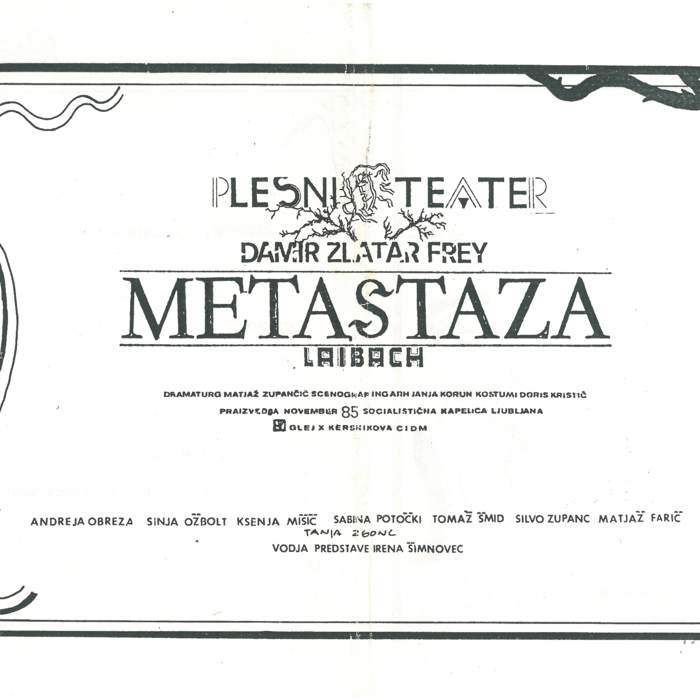 PLESNI TEATER
DAMIR ZLATAR FREY
METASTAZA
LAIBACH
DRAMATURG MATJAŽ ZUPANČIČ SCENOGRAF ING ARH JANJA KORUN KOSTUMI DORIS KRISTIČ
PRAIZVEDBA NOVEMBER 85 SOCIALISTIČNA KAPELICA LJUBLJANA
GLEJ X KERSNIKOVA CIDM
ANDREJA OBREZA SINJA OŽBOLT KSENJA MIŠIČ SABINA POTOČKI TOMAŽ ŠMID SILVO ZUPANC MATJAŽ FARIČ
TANJA ZGONC
VODJA PREDSTAVE IRENA ŠIMNOVEC